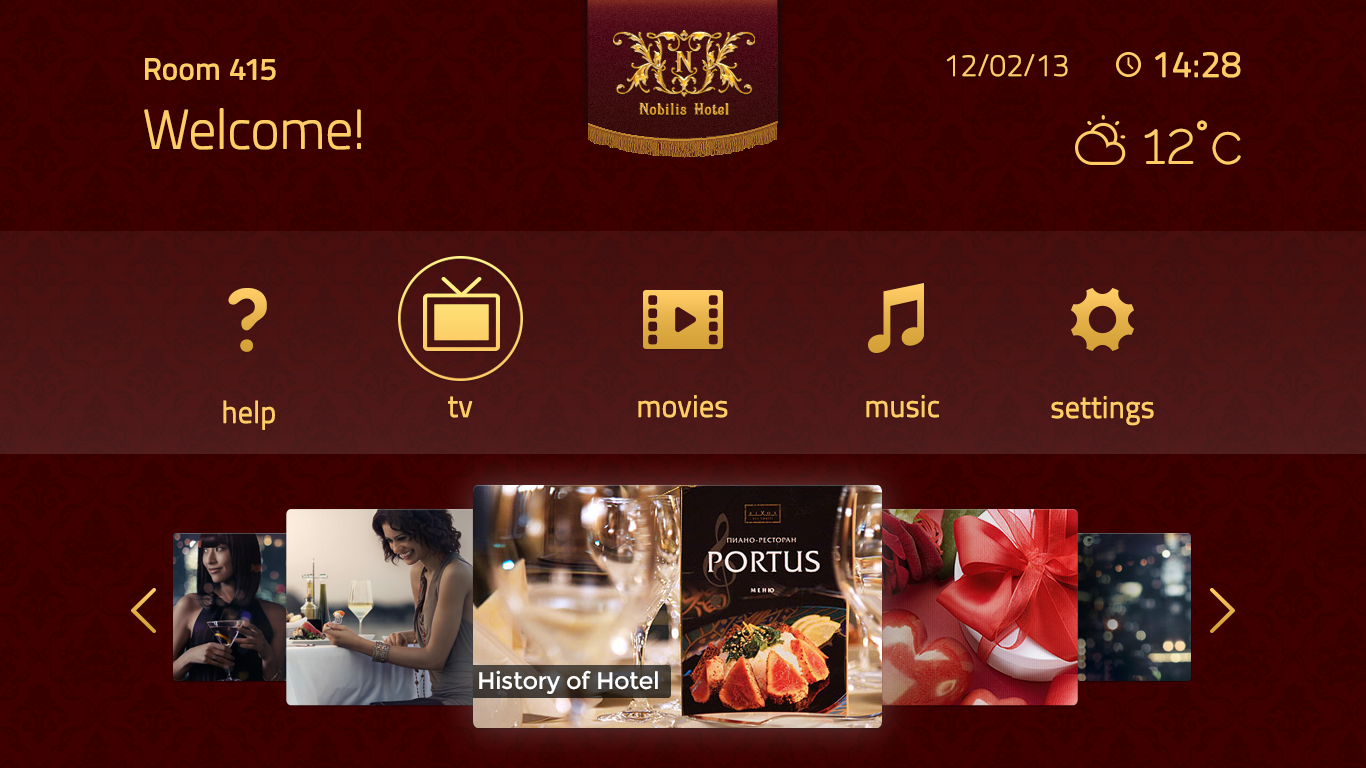 Room 415
Welcome!
N
Nobilis Hotel
12/02/13 14:28
12°C
help
tv
movies
music
settings
ПИАНО-РЕСТОРАН
PORTUS
МЕНЮ
History of Hotel